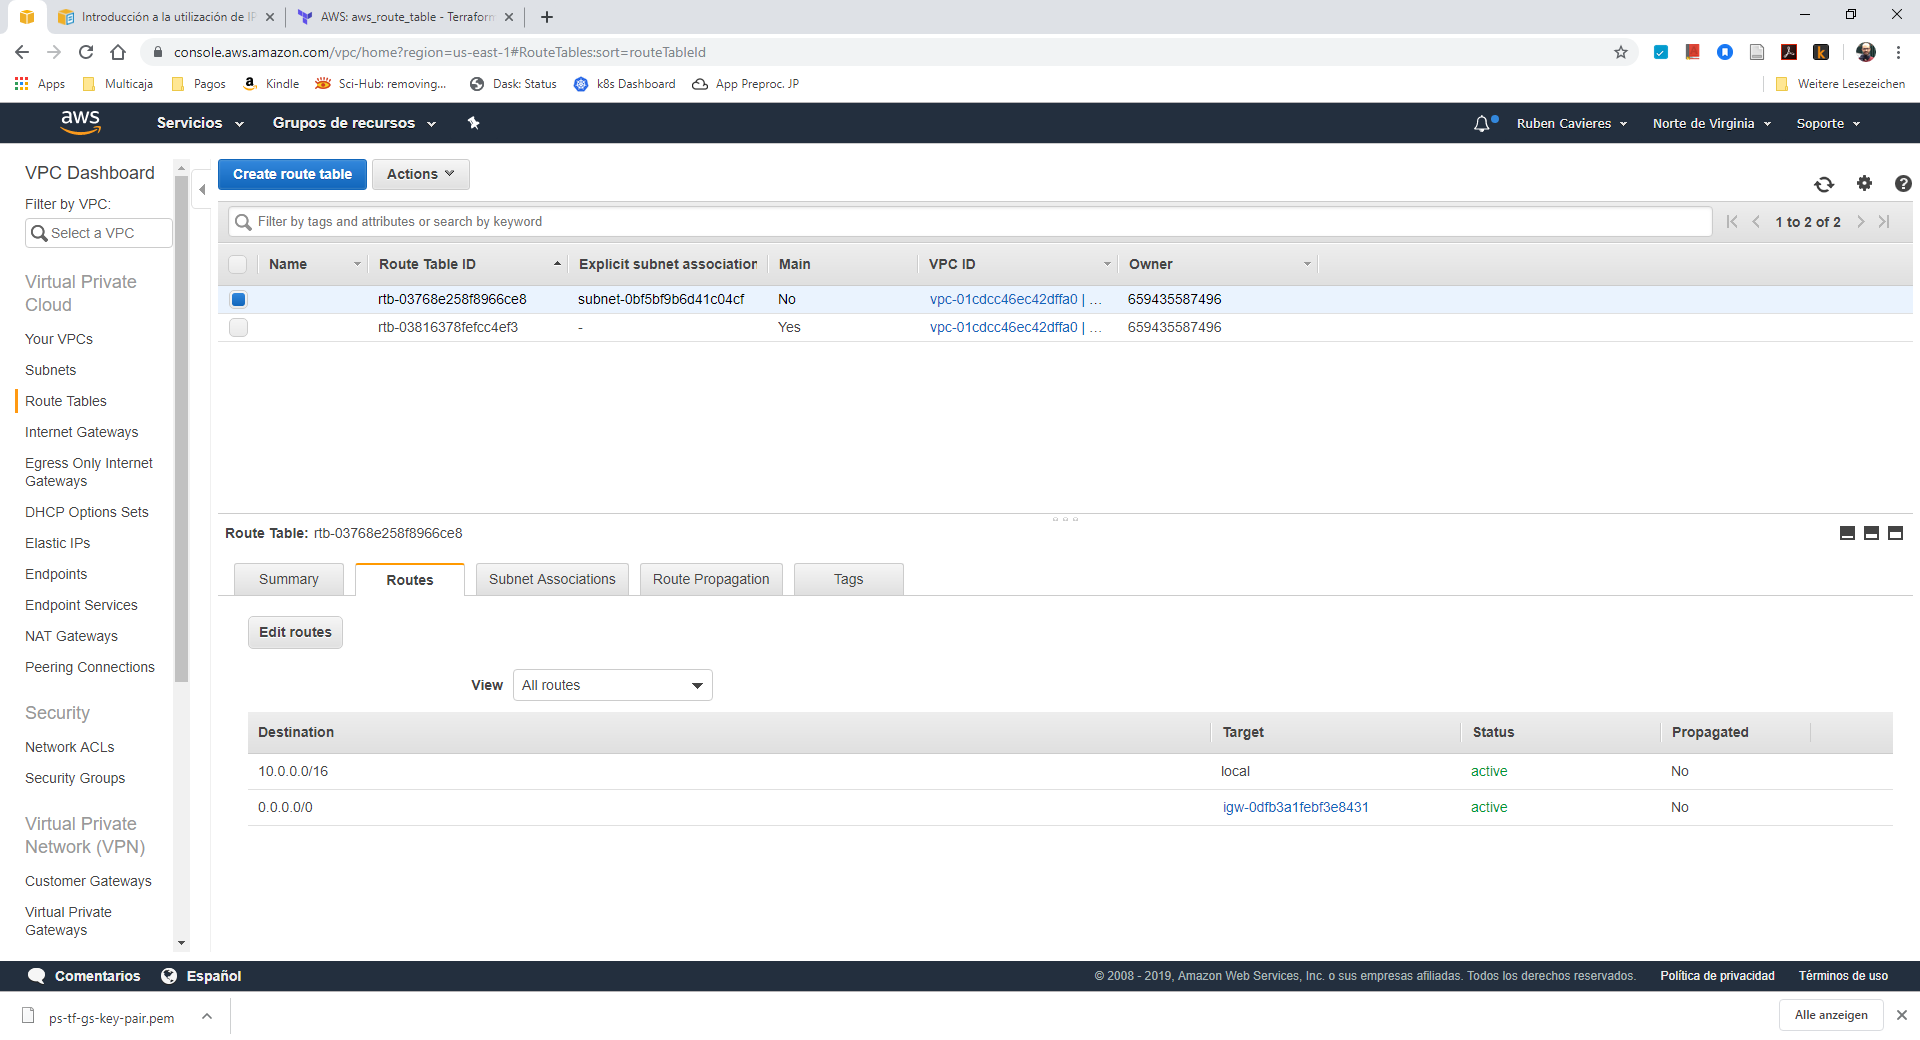 Introducción a la utilización de IP
AWS: aws_route_table - Terraform
console.aws.amazon.com/vpc/home?region=us-east-1#RouteTables:sort=routeTableId
Apps
Multicaja
Pagos
Kindle
Sci-Hub: removing...
Dask: Status
k8s Dashboard
App Preproc. JP
Weitere Lesezeichen
aws
Servicios
Grupos de recursos
Ruben Cavieres
Norte de Virginia
Soporte
VPC Dashboard
Filter by VPC:
Select a VPC
Virtual Private
Cloud
Your VPCs
Subnets
Route Tables
Internet Gateways
Egress Only Internet
Gateways
DHCP Options Sets
Elastic IPs
Endpoints
Endpoint Services
NAT Gateways
Peering Connections
Security
Network ACLs
Security Groups
Virtual Private
Network (VPN)
Customer Gateways
Virtual Private
Gateways
Create route table
Actions
Filter by tags and attributes or search by keyword
1 to 2 of 2
Name Route Table ID Explicit subnet association Main VPC ID Owner
rtb-03768e258f8966ce8 subnet-0bf5bf9b6d41c04cf No vpc-01cdcc46ec42dffa0 | ... 659435587496
rtb-03816378fefcc4ef3 - Yes vpc-01cdcc46ec42dffa0 | ... 659435587496
Route Table: rtb-03768e258f8966ce8
Summary
Routes
Subnet Associations
Route Propagation
Tags
Edit routes
View All routes
Destination Target Status Propagated
10.0.0.0/16 local active No
0.0.0.0/0 igw-0dfb3a1febf3e8431 active No
Comentarios
Español
© 2008 - 2019, Amazon Web Services, Inc. o sus empresas afiliadas. Todos los derechos reservados.
Política de privacidad
Términos de uso
ps-tf-gs-key-pair.pem
Alle anzeigen